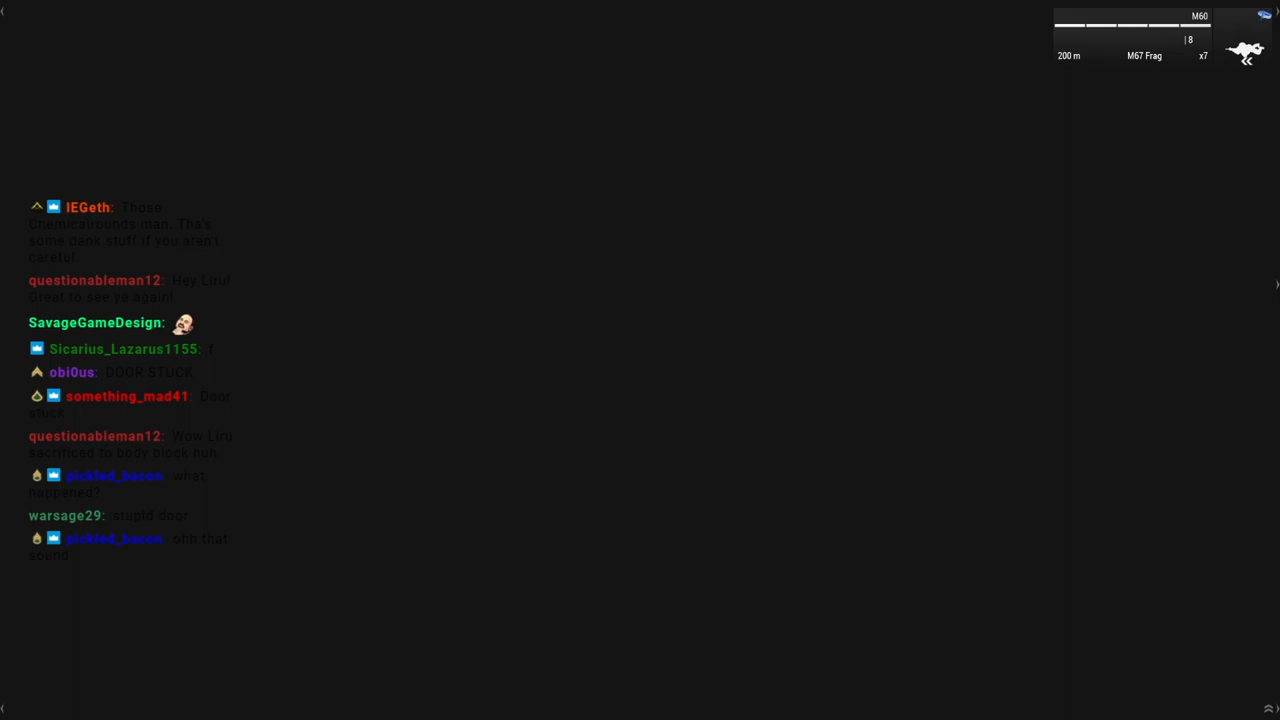 M60
| 8
200 m M67 Frag x7
IEGeth: Those
Chemicalrounds man. Tha's
some dank stuff if you aren't
careful.
questionableman12: Hey Liru!
Great to see ya again!
SavageGameDesign:
Sicarius_Lazarus1155: f
obi0us: DOOR STUCK
something_mad41: Door
stuck
questionableman12: Wow Liru
sacrificed to body block huh
pickled_bacon: what
happened?
warsage29: stupid door
pickled_bacon: ohh that
sound